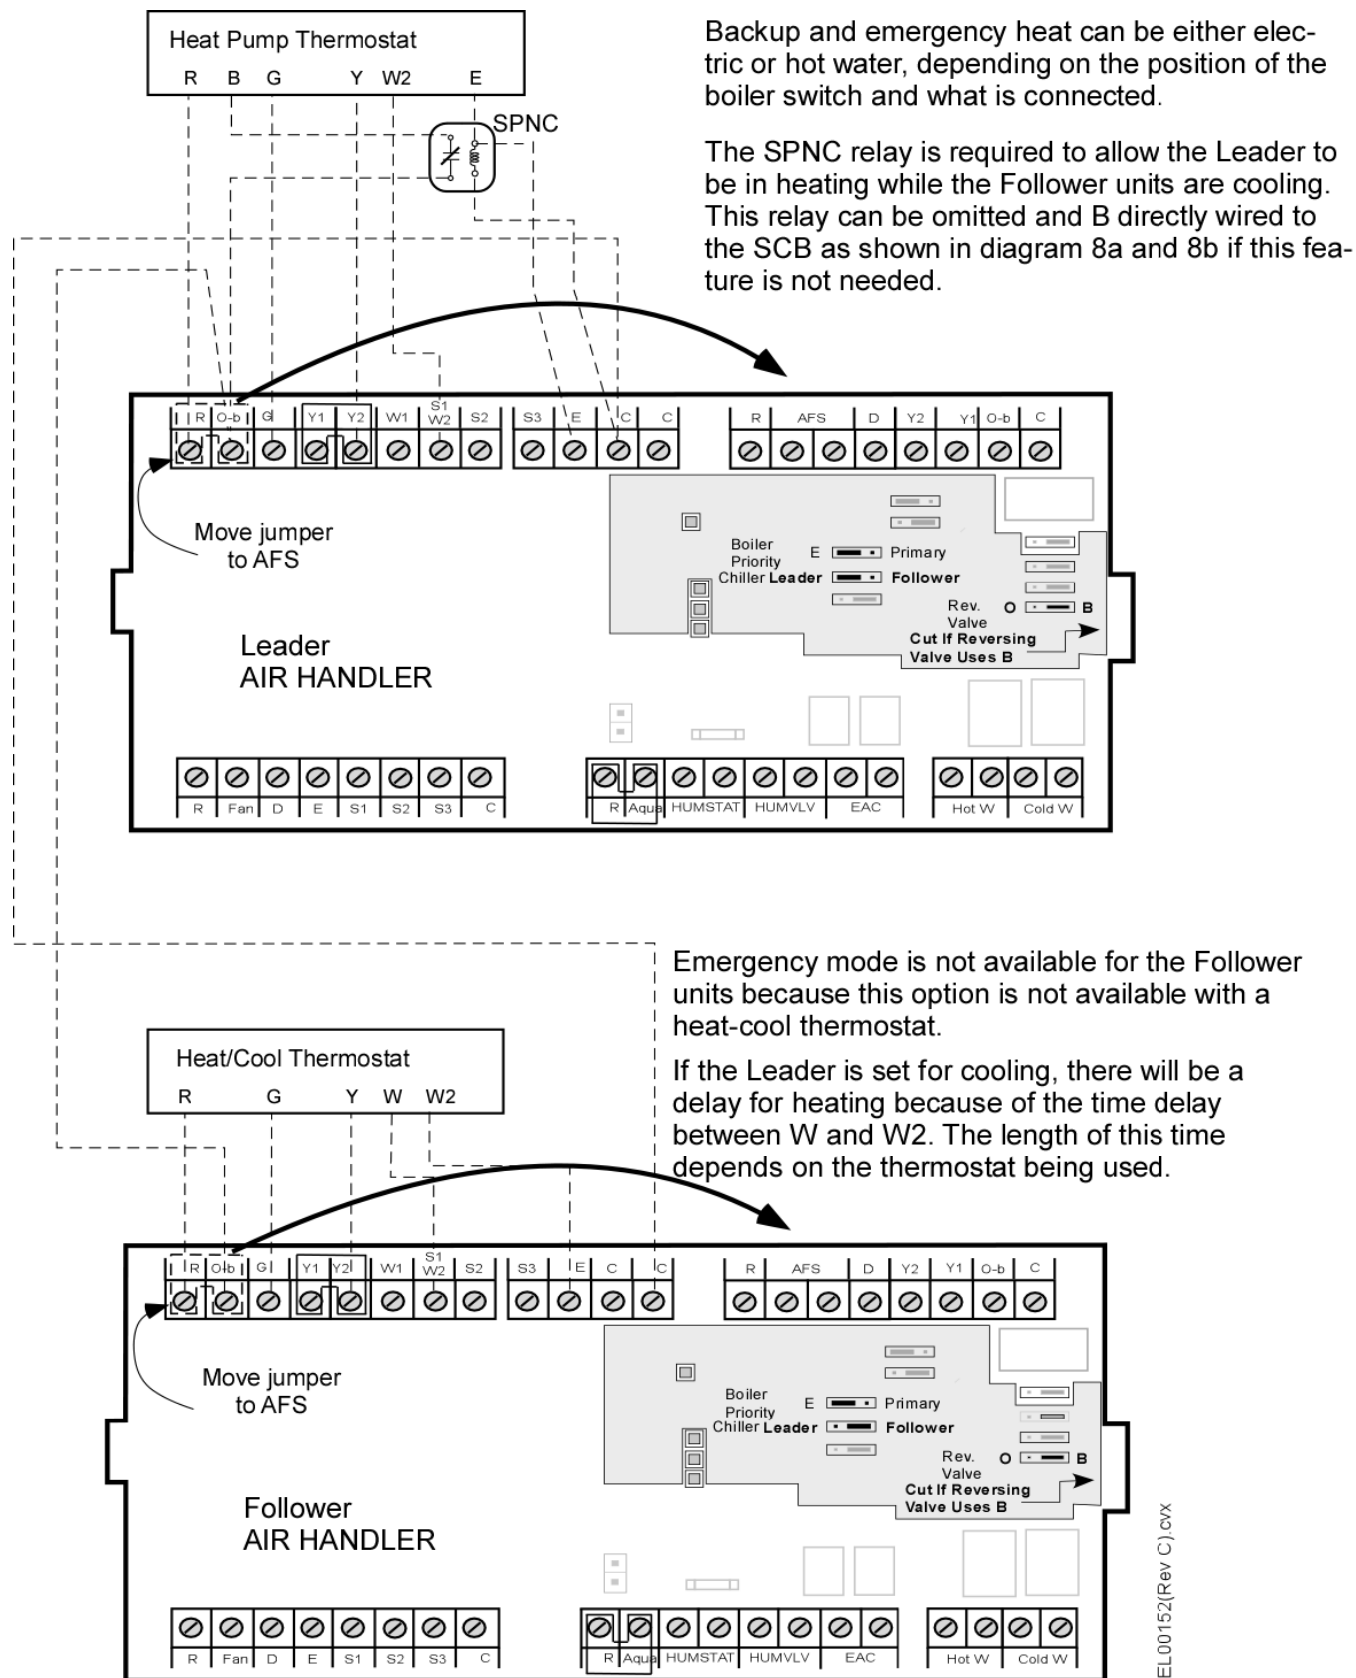 Heat Pump Thermostat
R B G Y W2 E
SPNC
Backup and emergency heat can be either elec-
tric or hot water, depending on the position of the
boiler switch and what is connected.
The SPNC relay is required to allow the Leader to
be in heating while the Follower units are cooling.
This relay can be omitted and B directly wired to
the SCB as shown in diagram 8a and 8b if this fea-
ture is not needed.
R O-b G Y1 Y2 W1 S1 W2 S2 S3 E C C R AFS D Y2 Y1 O-b C
Move jumper
to AFS
Boiler
Priority
E Primary
Chiller Leader Follower
Rev.
Valve
O B
Cut If Reversing
Valve Uses B
Leader
AIR HANDLER
R Fan D E S1 S2 S3 C R Aqua HUMSTAT HUMVLV EAC Hot W Cold W
Emergency mode is not available for the Follower
units because this option is not available with a
heat-cool thermostat.
If the Leader is set for cooling, there will be a
delay for heating because of the time delay
between W and W2. The length of this time
depends on the thermostat being used.
Heat/Cool Thermostat
R G Y W W2
R O-b G Y1 Y2 W1 S1 W2 S2 S3 E C C R AFS D Y2 Y1 O-b C
Move jumper
to AFS
Boiler
Priority
E Primary
Chiller Leader Follower
Rev.
Valve
O B
Cut If Reversing
Valve Uses B
Follower
AIR HANDLER
R Fan D E S1 S2 S3 C R Aqua HUMSTAT HUMVLV EAC Hot W Cold W
EL00152(Rev C).cvx